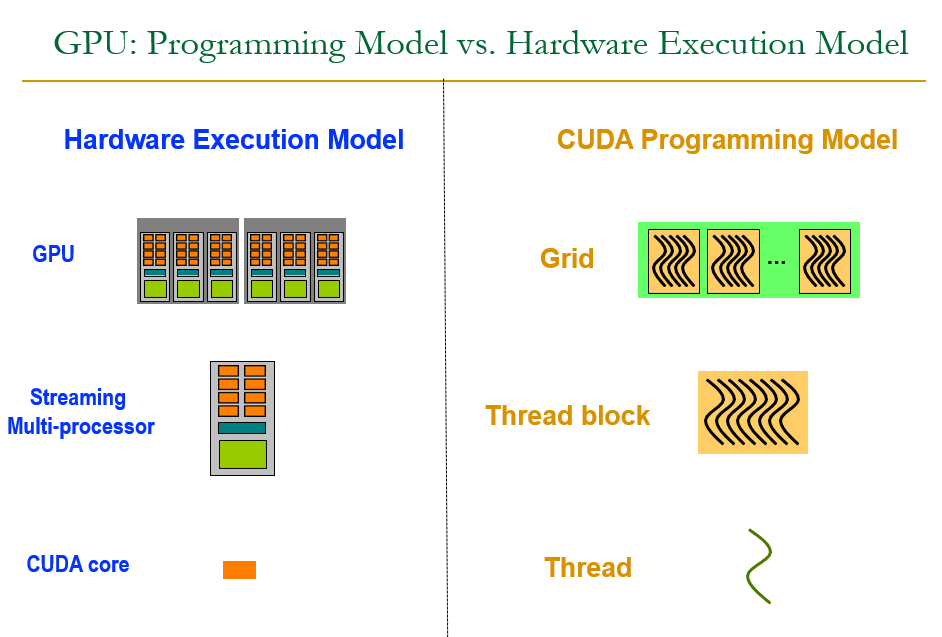 GPU: Programming Model vs. Hardware Execution Model
Hardware Execution Model
CUDA Programming Model
GPU
Grid
...
Streaming
Multi-processor
Thread block
CUDA core
Thread